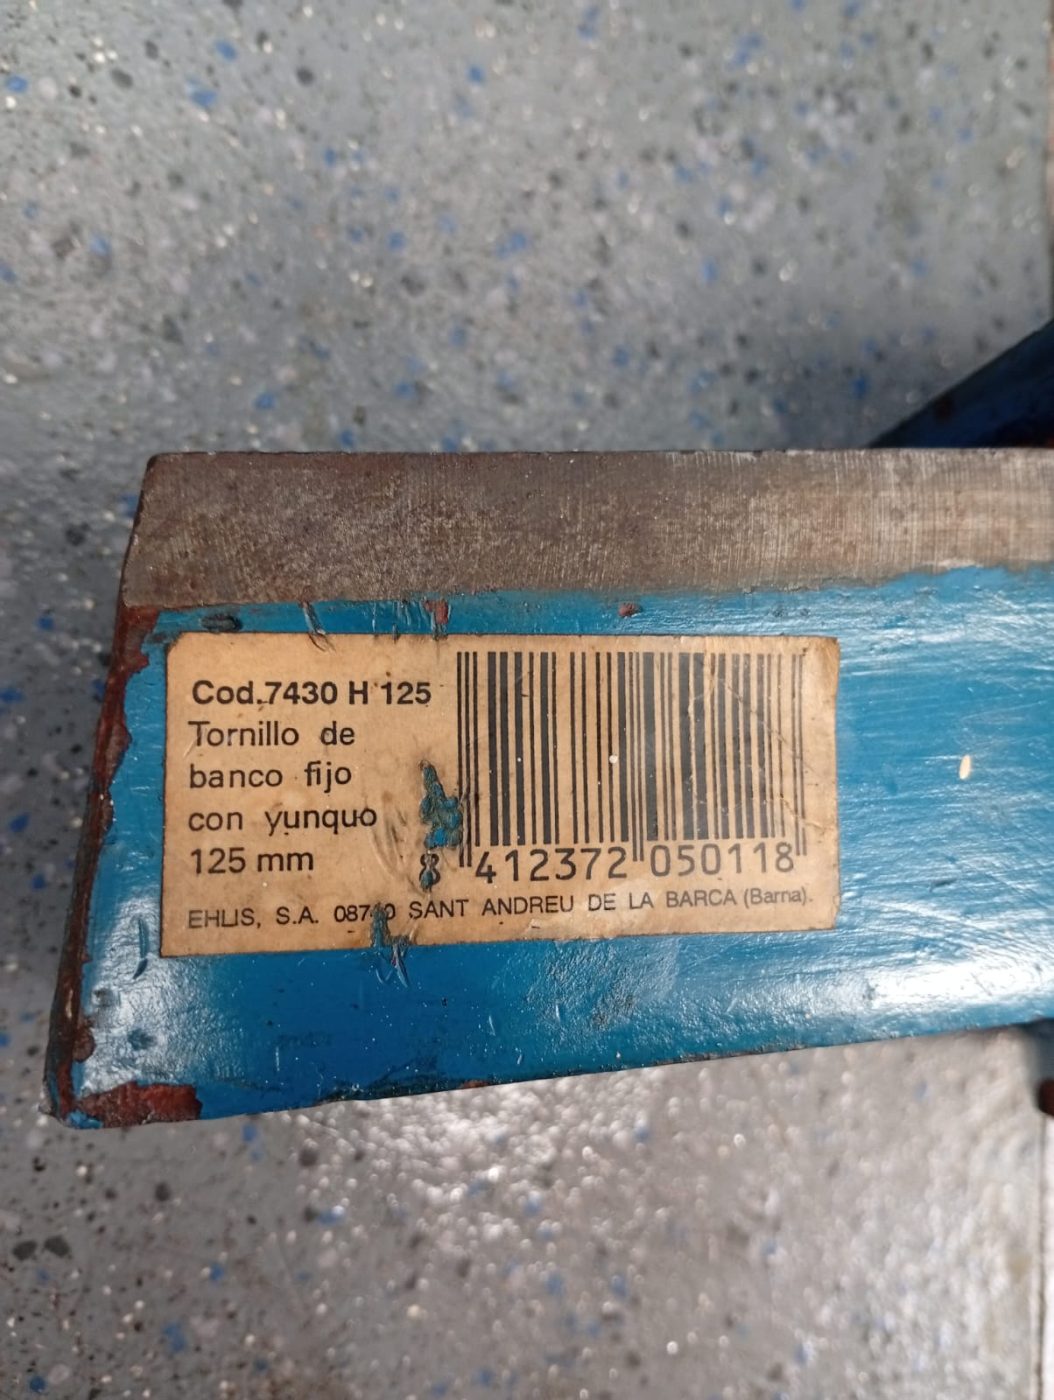 Cod.7430 H 125
Tornillo de
banco fijo
con yunquo
125 mm
8 412372 050118
EHLIS, S.A. SANT ANDREU DE LA BARCA (Barna).